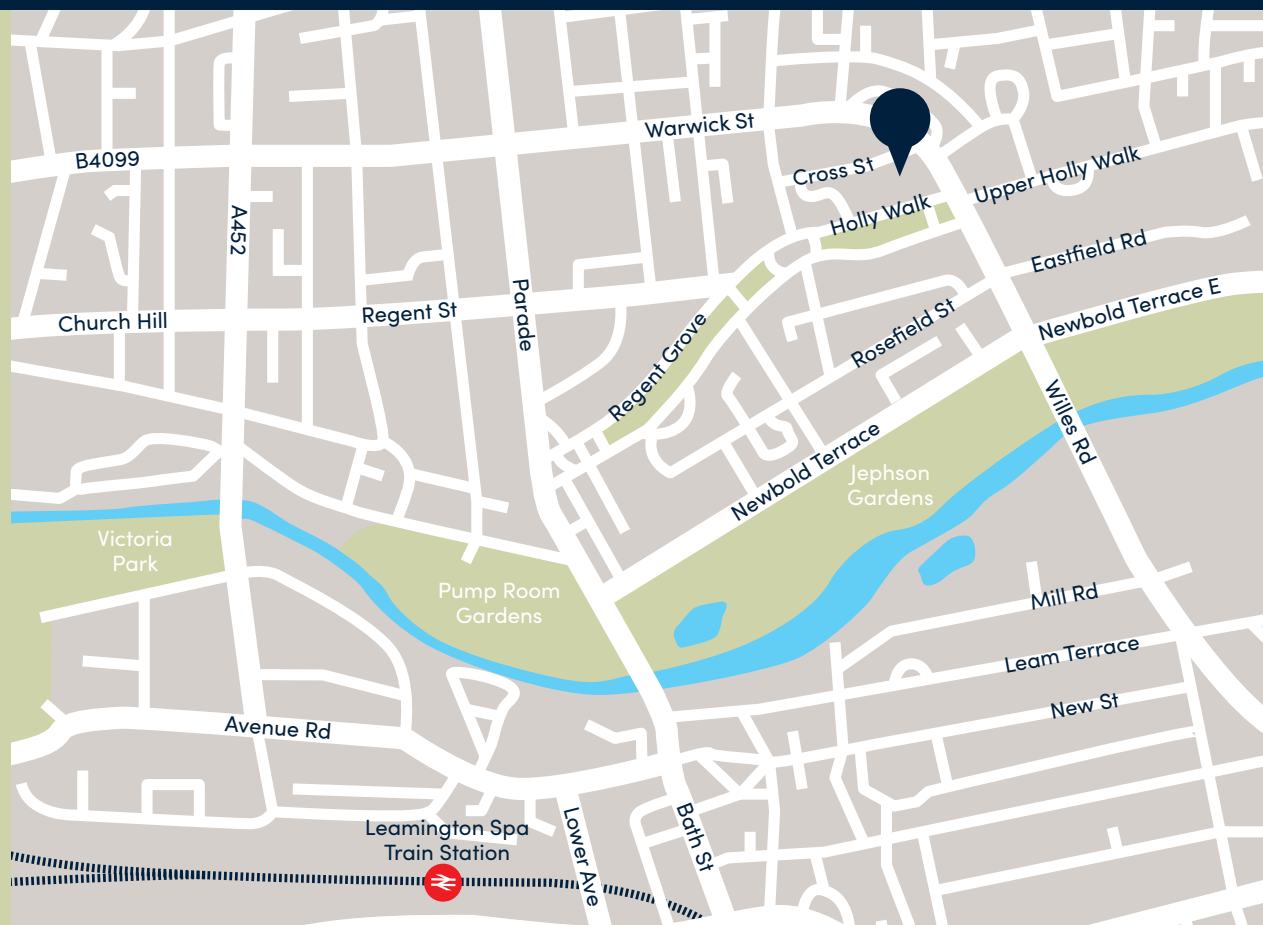 Warwick St
B4099
Cross St
Upper Holly Walk
Holly Walk
A452
Eastfield Rd
Newbold Terrace E
Parade
Regent St
Church Hill
Rosefield St
Regent Grove
Willes Rd
Newbold Terrace
Jephson
Gardens
Victoria
Park
Pump Room
Gardens
Mill Rd
Leam Terrace
New St
Avenue Rd
Leamington Spa
Train Station
Lower Ave
Bath St